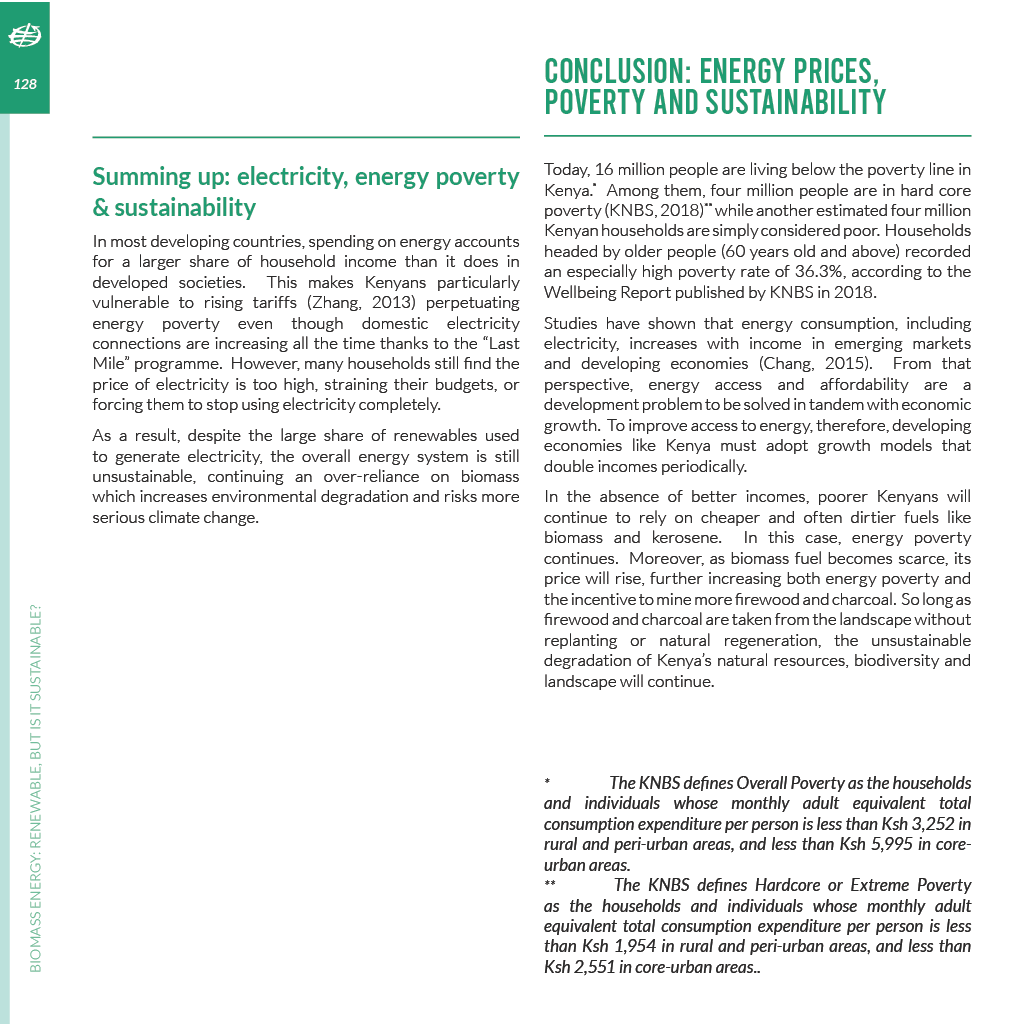 128
Summing up: electricity, energy poverty
& sustainability
In most developing countries, spending on energy accounts
for a larger share of household income than it does in
developed societies. This makes Kenyans particularly
vulnerable to rising tariffs (Zhang, 2013) perpetuating
energy poverty even though domestic electricity
connections are increasing all the time thanks to the “Last
Mile” programme. However, many households still find the
price of electricity is too high, straining their budgets, or
forcing them to stop using electricity completely.
As a result, despite the large share of renewables used
to generate electricity, the overall energy system is still
unsustainable, continuing an over-reliance on biomass
which increases environmental degradation and risks more
serious climate change.
CONCLUSION: ENERGY PRICES,
POVERTY AND SUSTAINABILITY
Today, 16 million people are living below the poverty line in
Kenya.* Among them, four million people are in hard core
poverty (KNBS, 2018)** while another estimated four million
Kenyan households are simply considered poor. Households
headed by older people (60 years old and above) recorded
an especially high poverty rate of 36.3%, according to the
Wellbeing Report published by KNBS in 2018.
Studies have shown that energy consumption, including
electricity, increases with income in emerging markets
and developing economies (Chang, 2015). From that
perspective, energy access and affordability are a
development problem to be solved in tandem with economic
growth. To improve access to energy, therefore, developing
economies like Kenya must adopt growth models that
double incomes periodically.
In the absence of better incomes, poorer Kenyans will
continue to rely on cheaper and often dirtier fuels like
biomass and kerosene. In this case, energy poverty
continues. Moreover, as biomass fuel becomes scarce, its
price will rise, further increasing both energy poverty and
the incentive to mine more firewood and charcoal. So long as
firewood and charcoal are taken from the landscape without
replanting or natural regeneration, the unsustainable
degradation of Kenya’s natural resources, biodiversity and
landscape will continue.
* The KNBS defines Overall Poverty as the households
and individuals whose monthly adult equivalent total
consumption expenditure per person is less than Ksh 3,252 in
rural and peri-urban areas, and less than Ksh 5,995 in core-
urban areas.
** The KNBS defines Hardcore or Extreme Poverty
as the households and individuals whose monthly adult
equivalent total consumption expenditure per person is less
than Ksh 1,954 in rural and peri-urban areas, and less than
Ksh 2,551 in core-urban areas..
BIOMASS ENERGY: RENEWABLE, BUT IS IT SUSTAINABLE?